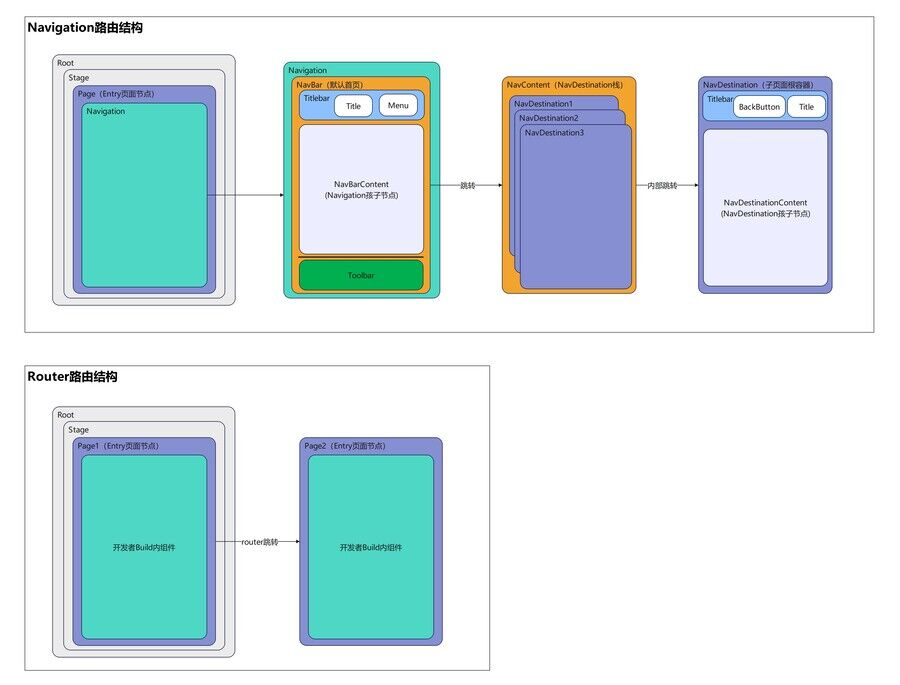 Navigation路由结构
Root
Stage
Page（Entry页面节点）
Navigation
Navigation
NavBar（默认首页）
Titlebar
Title
Menu
NavBarContent
(Navigation孩子节点)
Toolbar
跳转
NavContent（NavDestination栈）
NavDestination1
NavDestination2
NavDestination3
内部跳转
NavDestination（子页面根容器）
Titlebar
BackButton
Title
NavDestinationContent
(NavDestination孩子节点)
Router路由结构
Root
Stage
Page1（Entry页面节点）
开发者Build内组件
router跳转
Page2（Entry页面节点）
开发者Build内组件